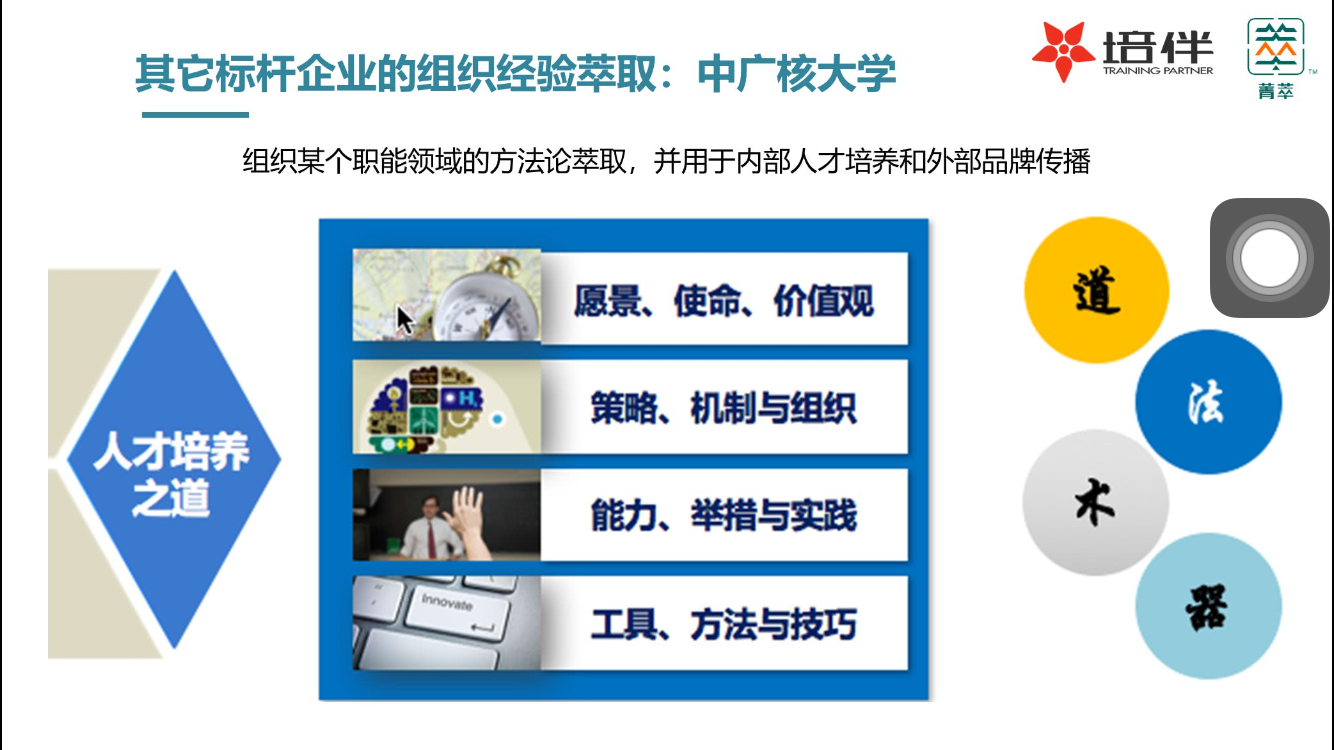 其它标杆企业的组织经验萃取：中广核大学
培伴
TRAINING PARTNER
菁萃
TM
组织某个职能领域的方法论萃取，并用于内部人才培养和外部品牌传播
人才培养
之道
愿景、使命、价值观
策略、机制与组织
H
能力、举措与实践
Innovate
工具、方法与技巧
道
法
术
器